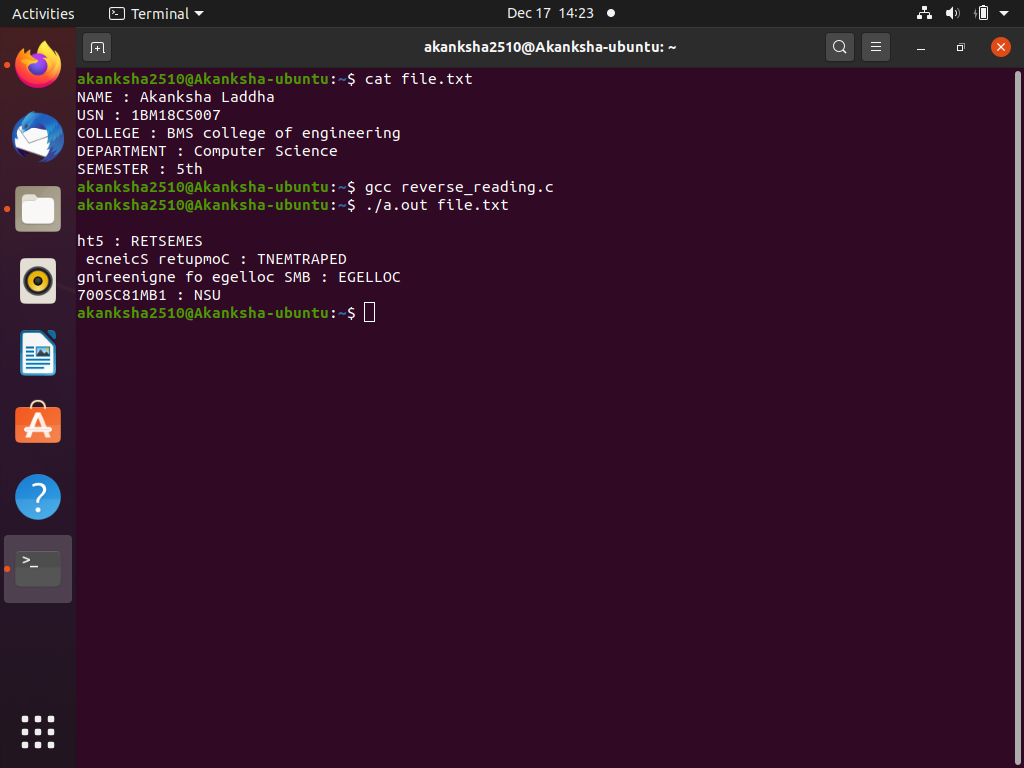 Activities Terminal Dec 17 14:23
akanksha2510@Akanksha-ubuntu: ~
akanksha2510@Akanksha-ubuntu:~$ cat file.txt
NAME : Akanksha Laddha
USN : 1BM18CS007
COLLEGE : BMS college of engineering
DEPARTMENT : Computer Science
SEMESTER : 5th
akanksha2510@Akanksha-ubuntu:~$ gcc reverse_reading.c
akanksha2510@Akanksha-ubuntu:~$ ./a.out file.txt
ht5 : RETSEMES
 ecneicS retupmoC : TNEMTRAPED
gnireenigne fo egelloc SMB : EGELLOC
700SC81MB1 : NSU
akanksha2510@Akanksha-ubuntu:~$